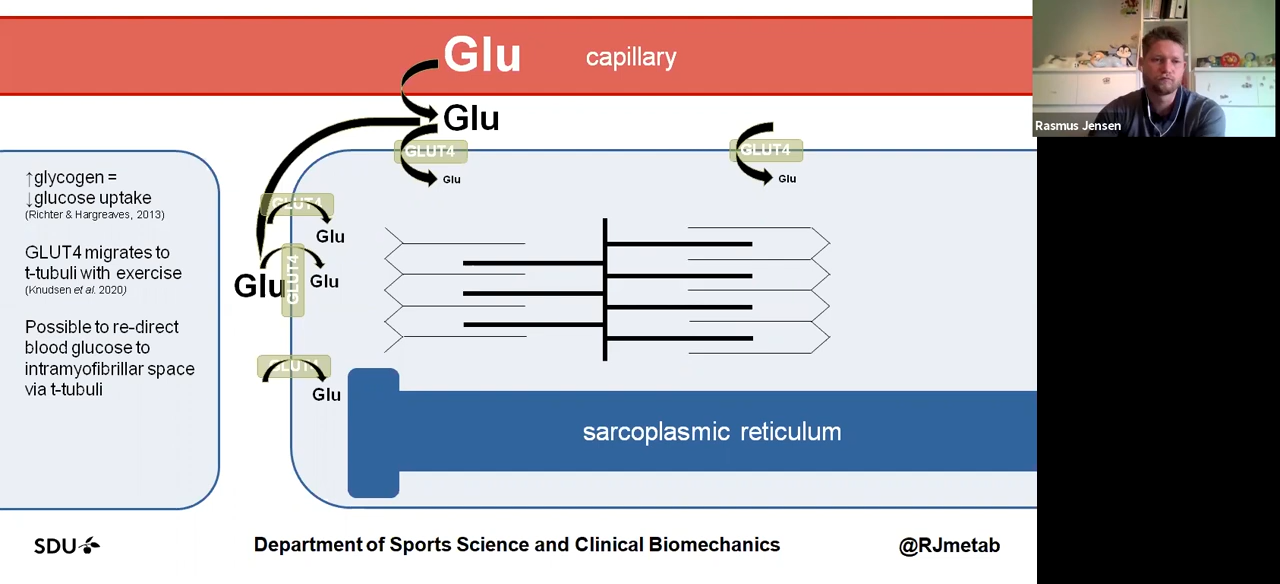 Glu
capillary
Rasmus Jensen
Glu
GLUT4
Glu
GLUT4
Glu
↑glycogen =
↓glucose uptake
(Richter & Hargreaves, 2013)
GLUT4 migrates to
t-tubuli with exercise
(Knudsen et al. 2020)
Possible to re-direct
blood glucose to
intramyofibrillar space
via t-tubuli
GLUT4
Glu
Glu
GLUT4
Glu
GLUT4
Glu
sarcoplasmic reticulum
SDU
Department of Sports Science and Clinical Biomechanics
@RJmetab